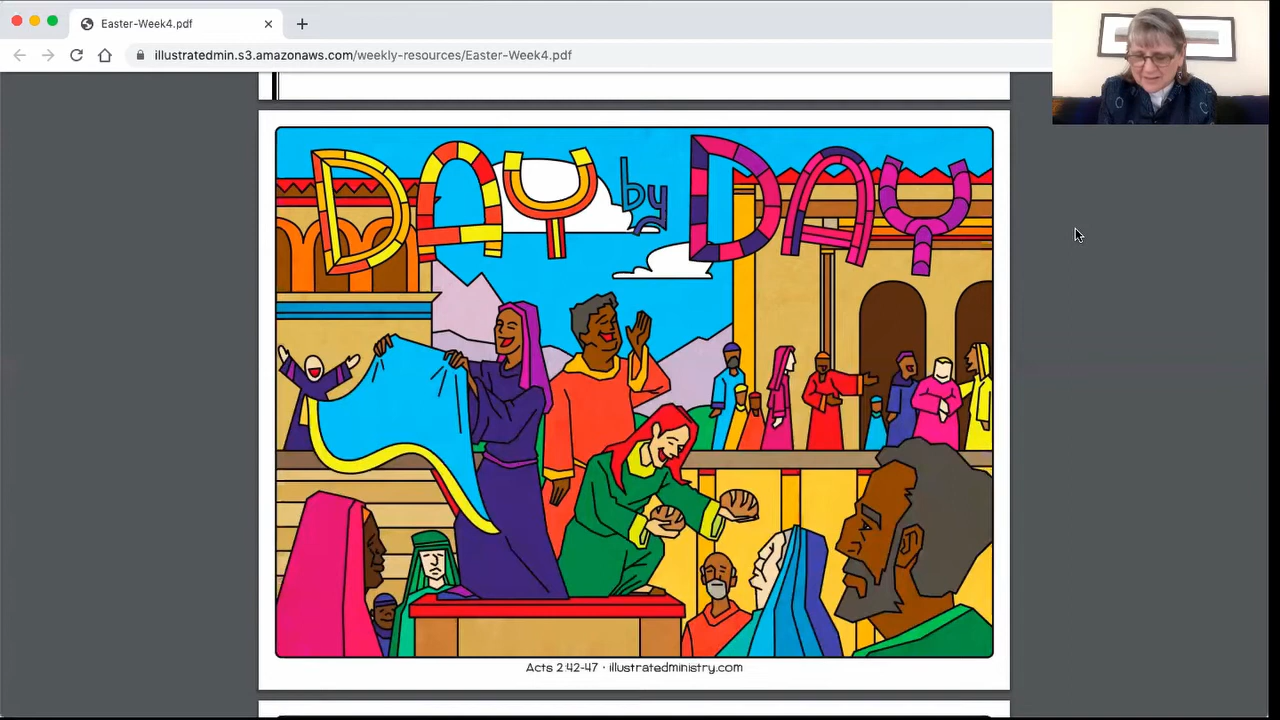 Easter-Week4.pdf
illustratedmin.s3.amazonaws.com/weekly-resources/Easter-Week4.pdf
DAY by DAY
Acts 2:42-47 · illustratedministry.com